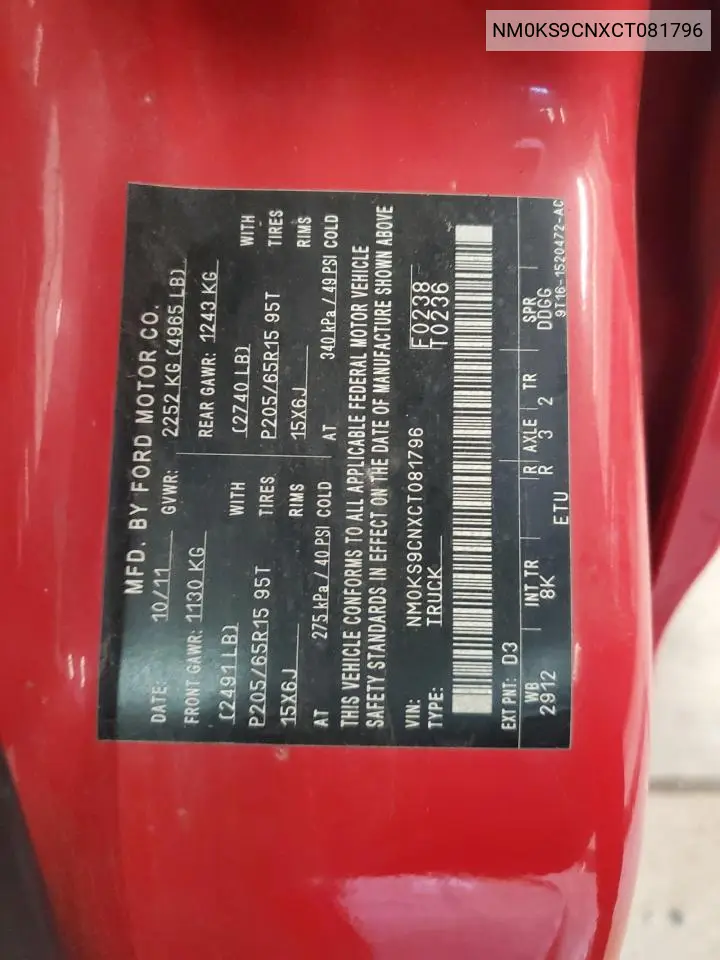 NM0KS9CNXCT081796
MFD. BY FORD MOTOR CO.
DATE: 10/11 GVWR: 2252 KG (4965 LB)
FRONT GAWR: 1130 KG REAR GAWR: 1243 KG
(2491 LB) WITH (2740 LB) WITH
P205/65R15 95T TIRES P205/65R15 95T TIRES
15X6J RIMS 15X6J RIMS
AT 275 kPa / 40 PSI COLD AT 340 kPa / 49 PSI COLD
THIS VEHICLE CONFORMS TO ALL APPLICABLE FEDERAL MOTOR VEHICLE
SAFETY STANDARDS IN EFFECT ON THE DATE OF MANUFACTURE SHOWN ABOVE
VIN: NM0KS9CNXCT081796 F0238
TYPE: TRUCK T0236
EXT PNT: D3
WB INT TR R AXLE TR SPR
2912 8K R 3 2 DDGG
ETU 9T16-1520472-AC